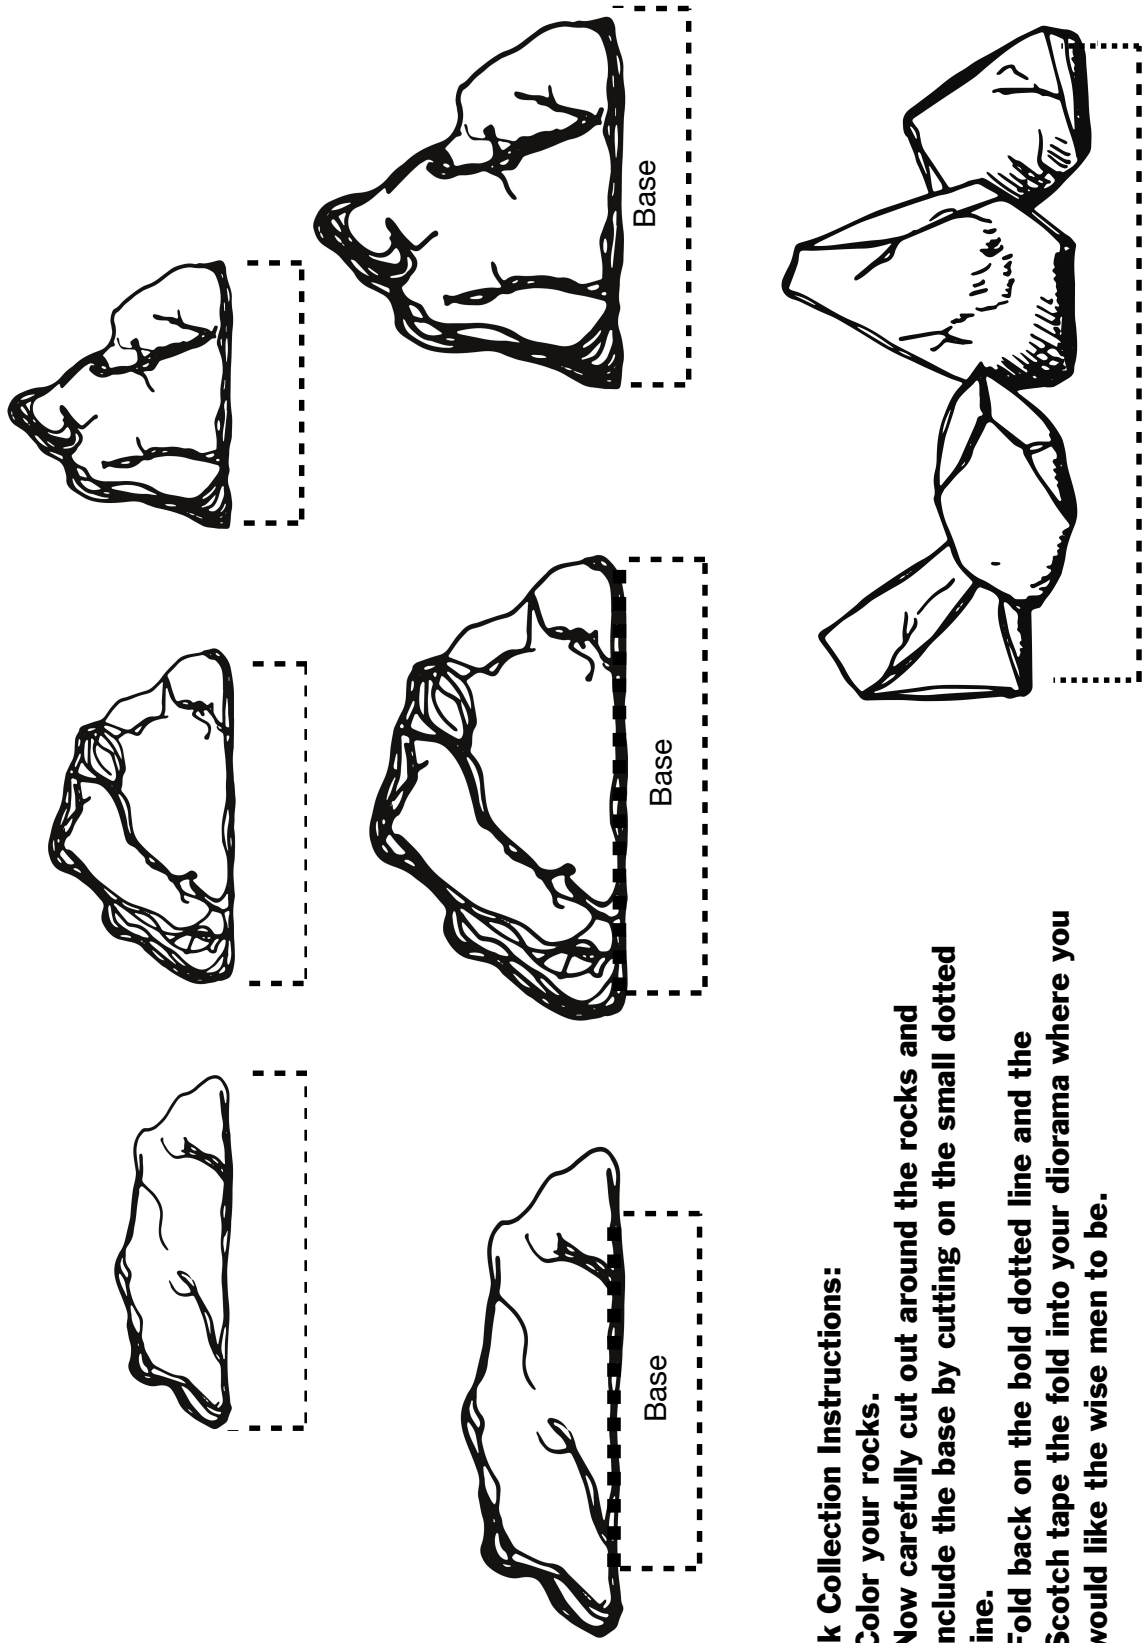 Base
Base
Base
k Collection Instructions:
Color your rocks.
Now carefully cut out around the rocks and
nclude the base by cutting on the small dotted
ine.
Fold back on the bold dotted line and the
Scotch tape the fold into your diorama where you
would like the wise men to be.